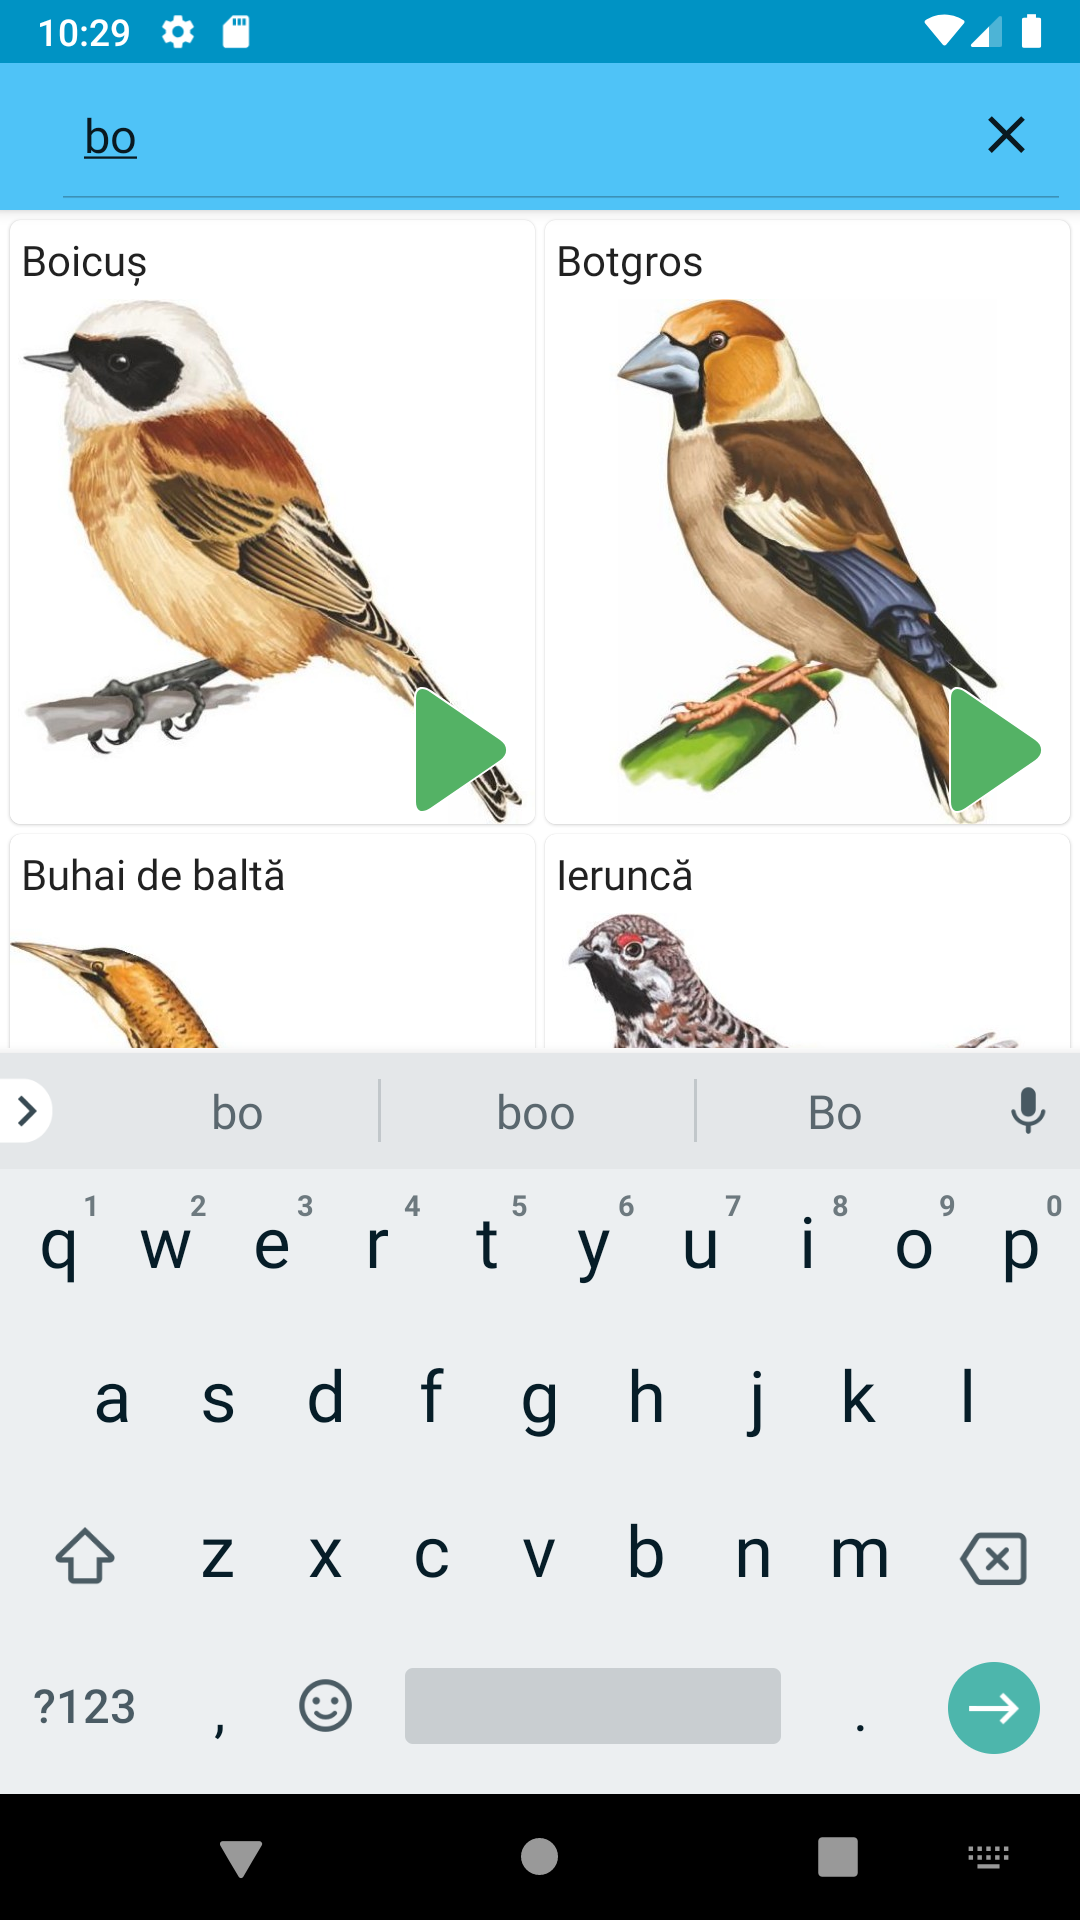 10:29
bo
Boicuș
Botgros
Buhai de baltă
Ieruncă
bo boo Bo
1 2 3 4 5 6 7 8 9 0
q w e r t y u i o p
a s d f g h j k l
z x c v b n m
?123 , .